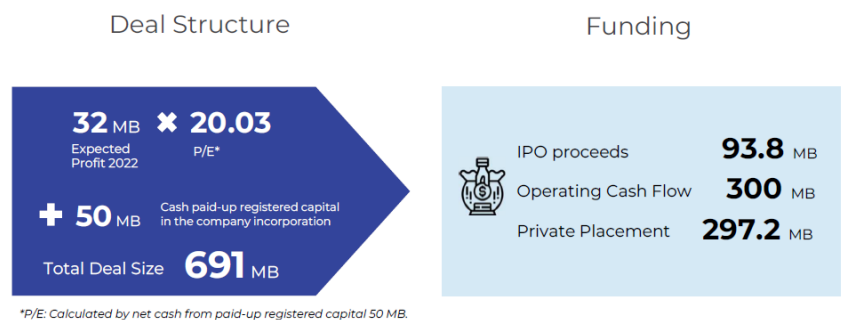 Deal Structure
Funding
32 MB ✖ 20.03
Expected
Profit 2022
P/E*
✚ 50 MB
Cash paid-up registered capital
in the company incorporation
Total Deal Size 691 MB
*P/E: Calculated by net cash from paid-up registered capital 50 MB.
IPO proceeds 93.8 MB
Operating Cash Flow 300 MB
Private Placement 297.2 MB